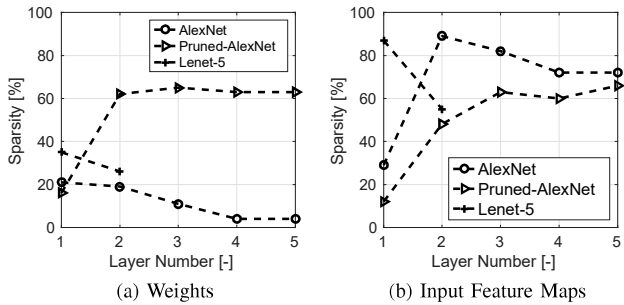 100
80
60
40
20
0
Sparsity [%]
AlexNet
Pruned-AlexNet
Lenet-5
1 2 3 4 5
Layer Number [-]
(a) Weights
100
80
60
40
20
0
Sparsity [%]
AlexNet
Pruned-AlexNet
Lenet-5
1 2 3 4 5
Layer Number [-]
(b) Input Feature Maps